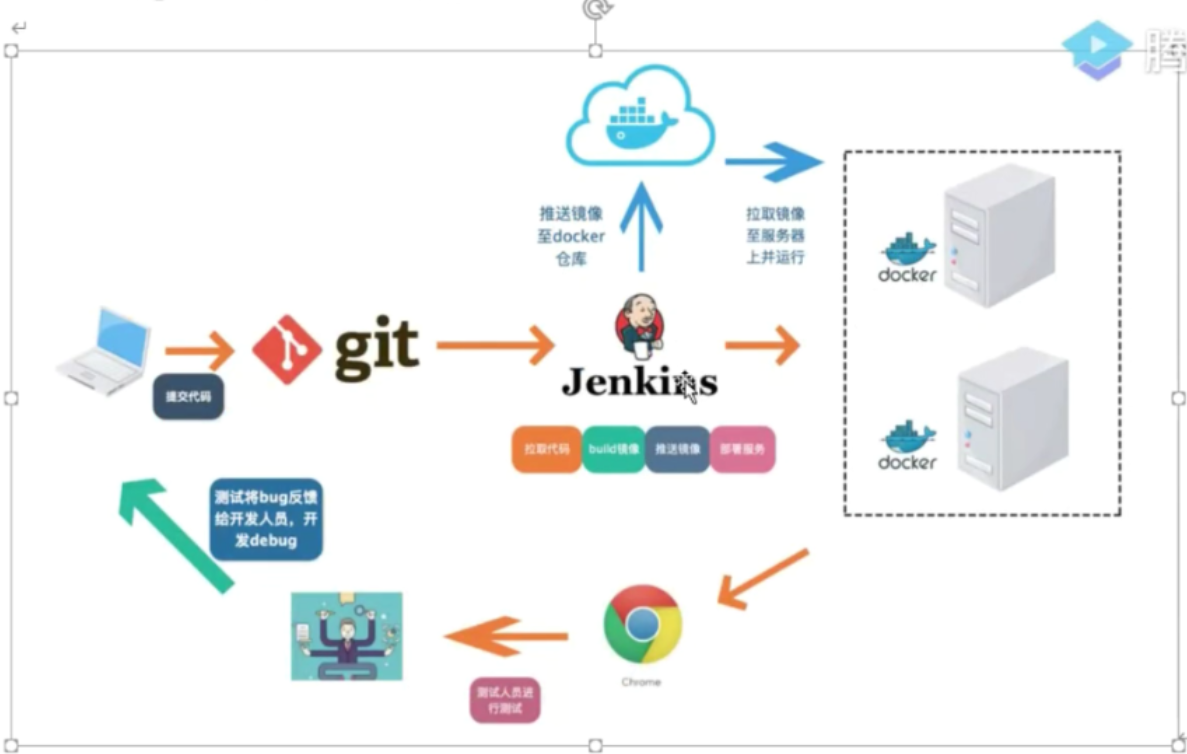 腾
推送镜像
至docker
仓库
拉取镜像
至服务器
上并运行
docker
git
提交代码
Jenkins
拉取代码
build镜像
推送镜像
部署服务
docker
测试将bug反馈
给开发人员，开
发debug
Chrome
测试人员进
行测试